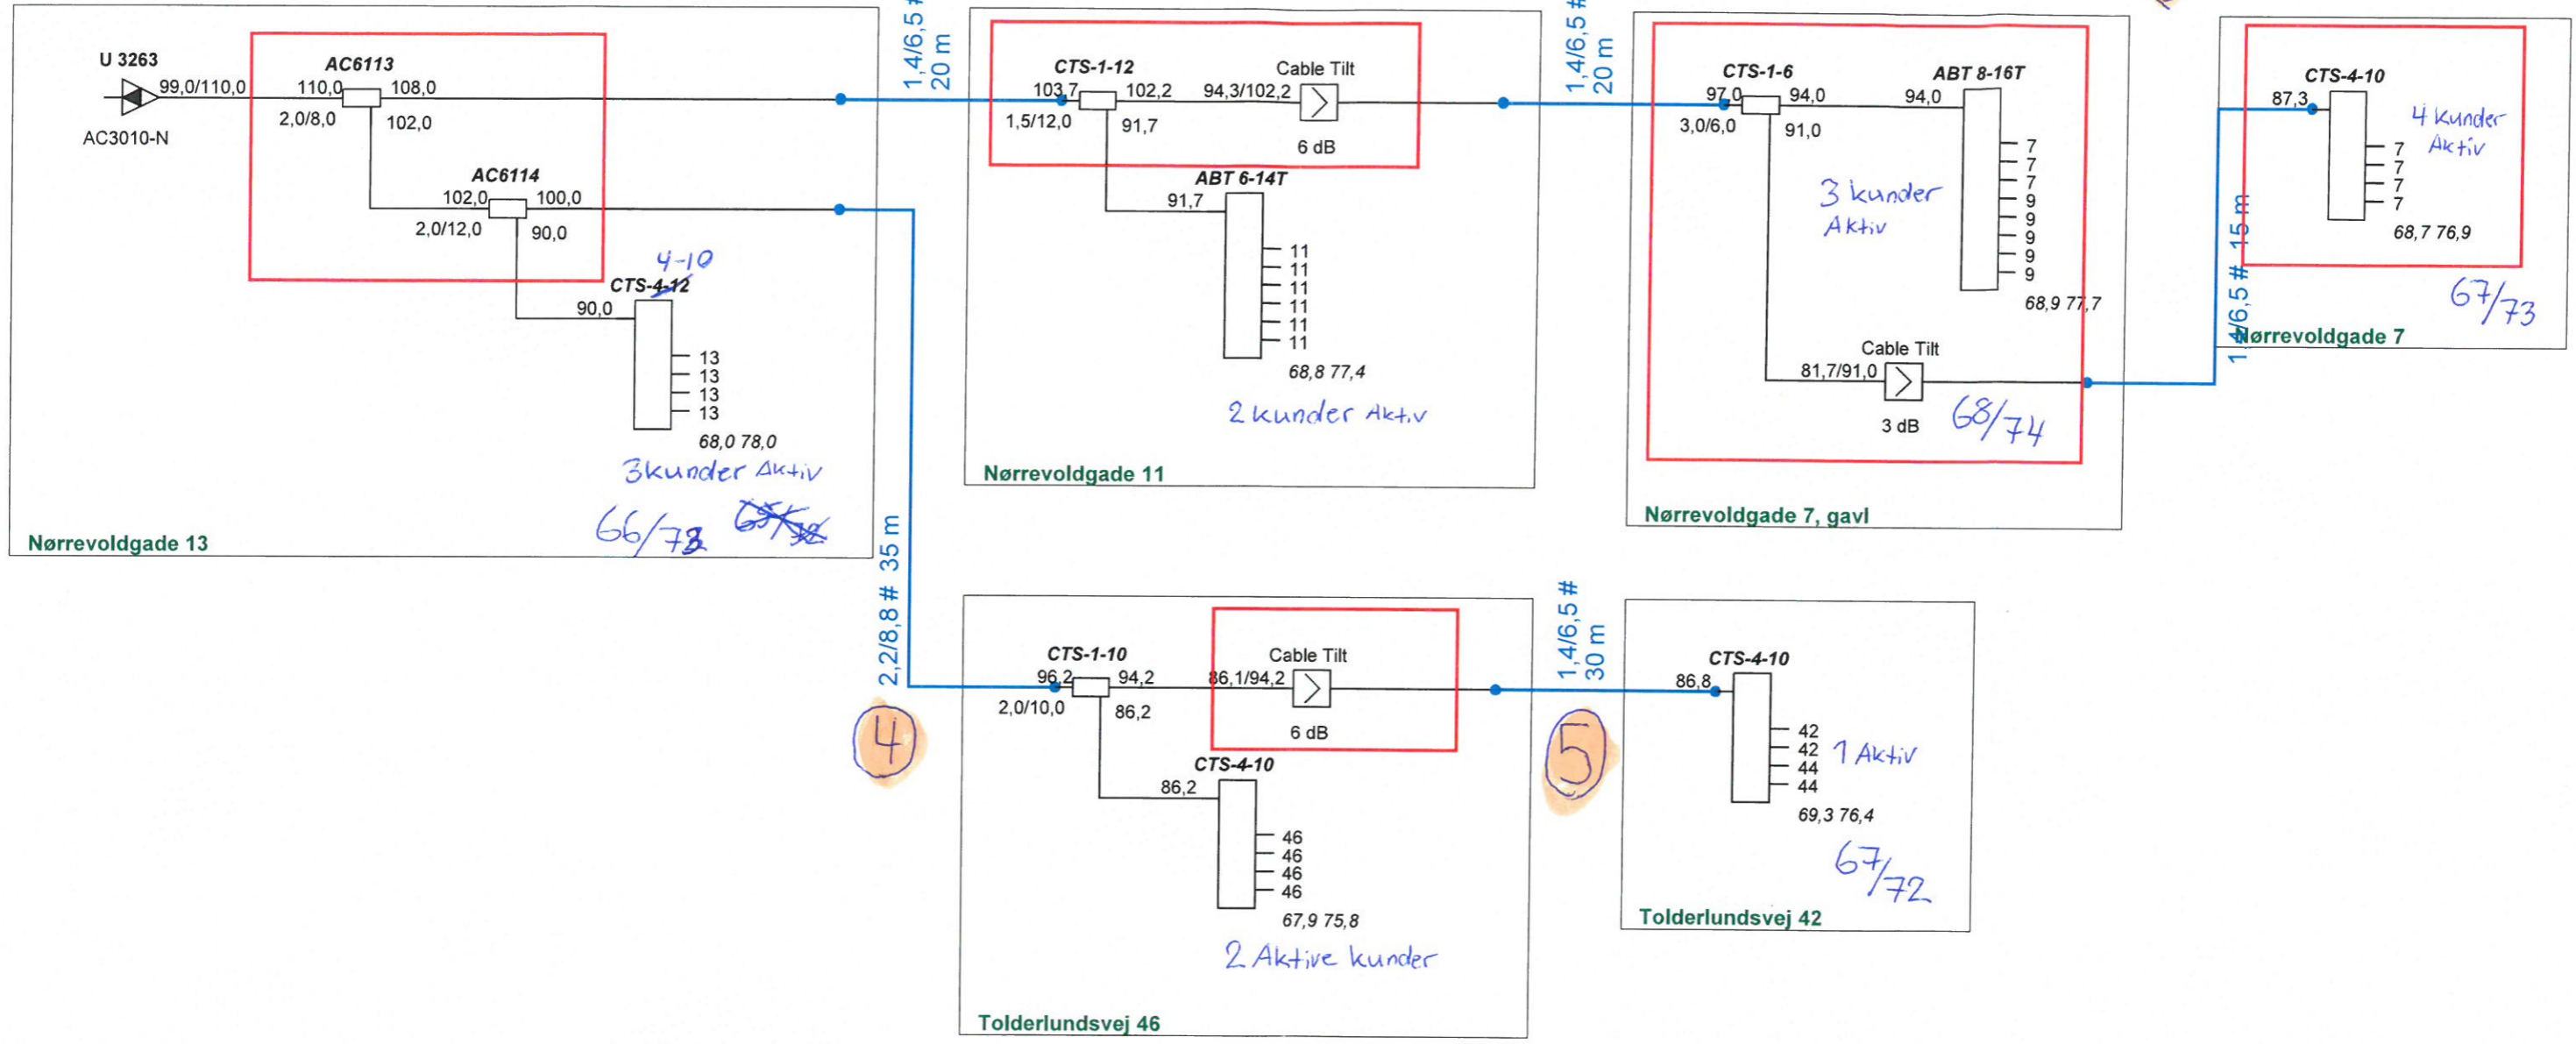 U 3263
99,0/110,0
AC3010-N
AC6113
110,0
108,0
2,0/8,0
102,0
AC6114
102,0
100,0
2,0/12,0
90,0
4-10
CTS-4-12
90,0
13
13
13
13
68,0 78,0
3 kunder Aktiv
66/73
Nørrevoldgade 13
1,4/6,5 #
20 m
CTS-1-12
103,7
102,2
1,5/12,0
91,7
94,3/102,2
Cable Tilt
6 dB
ABT 6-14T
91,7
11
11
11
11
11
11
68,8 77,4
2 kunder Aktiv
Nørrevoldgade 11
1,4/6,5 #
20 m
CTS-1-6
97,0
94,0
3,0/6,0
91,0
ABT 8-16T
94,0
7
7
7
9
9
9
9
9
68,9 77,7
3 kunder
Aktiv
Cable Tilt
81,7/91,0
3 dB
68/74
Nørrevoldgade 7, gavl
1,4/6,5 # 15 m
CTS-4-10
87,3
7
7
7
7
68,7 76,9
4 kunder
Aktiv
67/73
Nørrevoldgade 7
2,2/8,8 # 35 m
4
CTS-1-10
96,2
94,2
2,0/10,0
86,2
86,1/94,2
Cable Tilt
6 dB
CTS-4-10
86,2
46
46
46
46
67,9 75,8
2 Aktive kunder
Tolderlundsvej 46
1,4/6,5 #
30 m
5
CTS-4-10
86,8
42
42
44
44
1 Aktiv
69,3 76,4
67/72
Tolderlundsvej 42